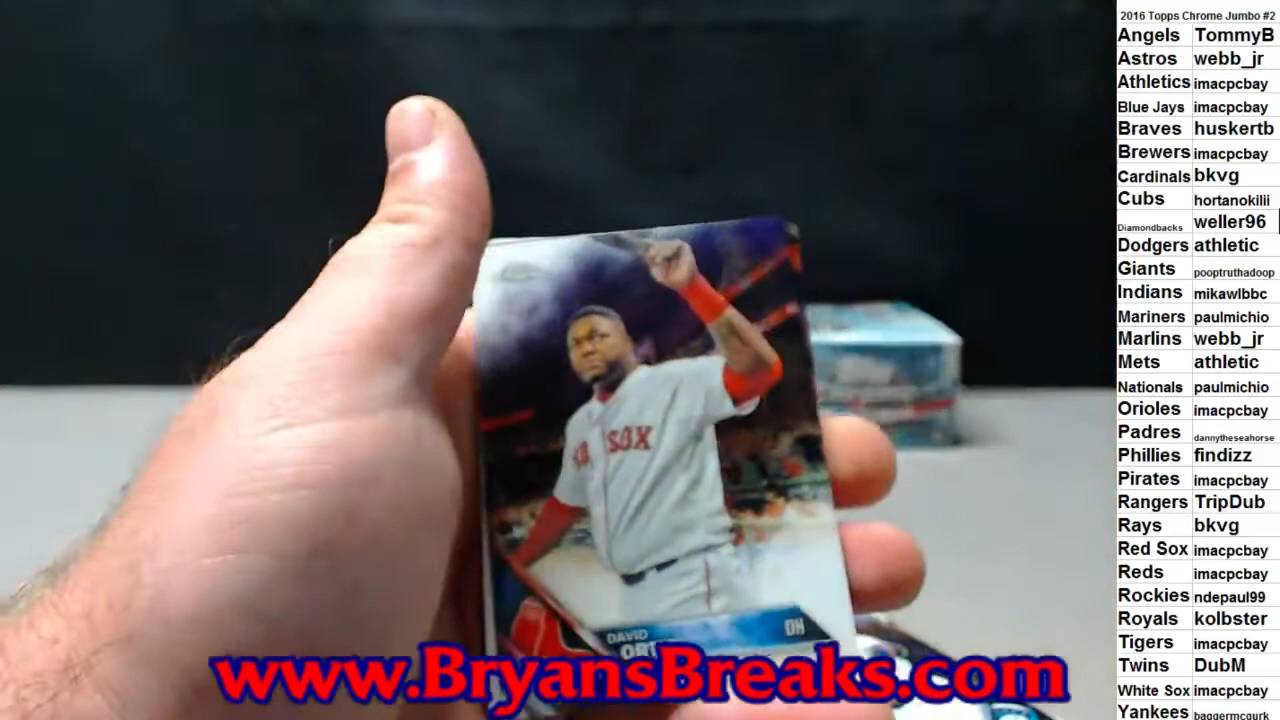 2016 Topps Chrome Jumbo #2
Angels TommyB
Astros webb_jr
Athletics imacpcbay
Blue Jays imacpcbay
Braves huskertb
Brewers imacpcbay
Cardinals bkvg
Cubs hortanokilii
Diamondbacks weller96
Dodgers athletic
Giants pooptruthadoop
Indians mikawlbbc
Mariners paulmichio
Marlins webb_jr
Mets athletic
Nationals paulmichio
Orioles imacpcbay
Padres dannytheseahorse
Phillies findizz
Pirates imacpcbay
Rangers TripDub
Rays bkvg
Red Sox imacpcbay
Reds imacpcbay
Rockies ndepaul99
Royals kolbster
Tigers imacpcbay
Twins DubM
White Sox imacpcbay
Yankees baggermcgurk
SOX
DAVID
ORT
DH
www.BryansBreaks.com